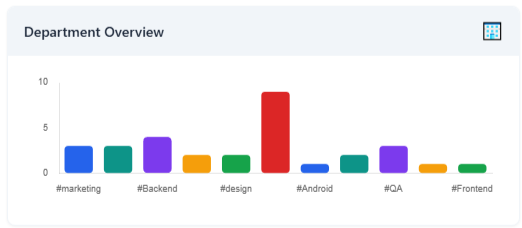 Department Overview
10
5
0
#marketing #Backend #design #Android #QA #Frontend